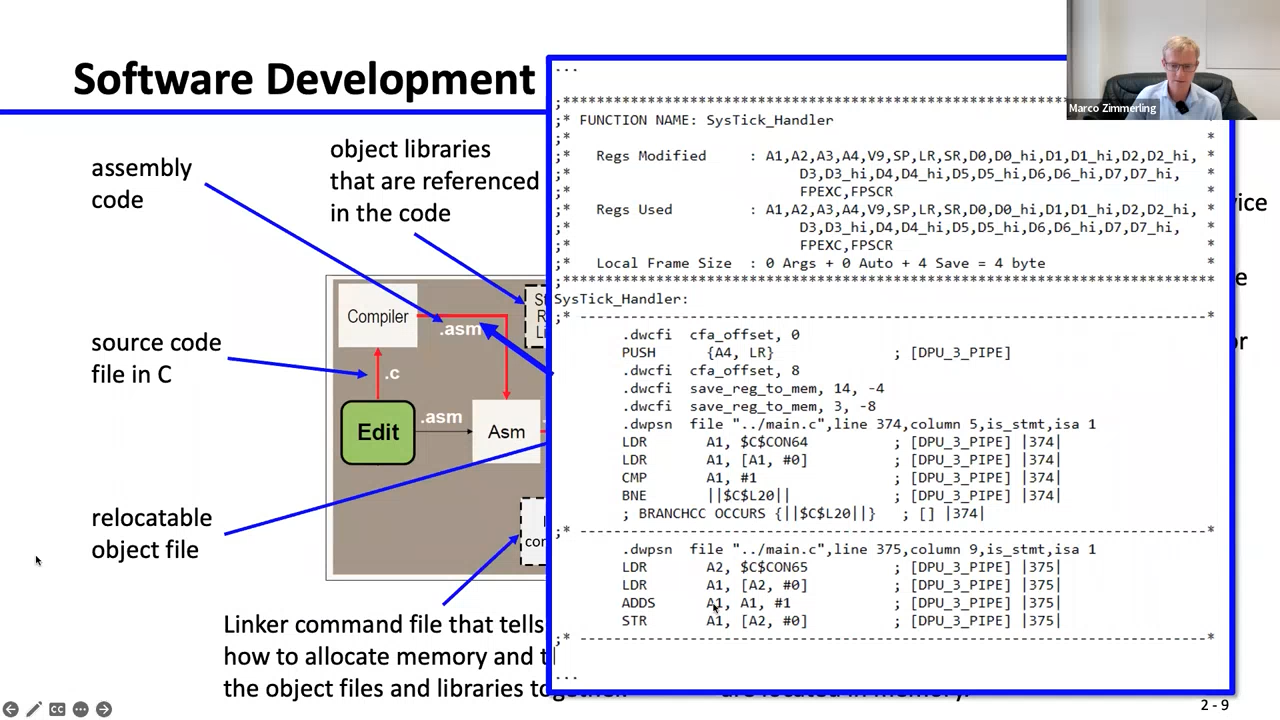 Software Development
Marco Zimmerling
assembly
code
object libraries
that are referenced
in the code
source code
file in C
relocatable
object file
Compiler
.asm
.c
Edit
.asm
Asm
Linker command file that tells
how to allocate memory and
the object files and libraries together.
are located in memory.
...
;******************************************************************************
;* FUNCTION NAME: SysTick_Handler
;* *
;* Regs Modified : A1,A2,A3,A4,V9,SP,LR,SR,D0,D0_hi,D1,D1_hi,D2,D2_hi, *
;* D3,D3_hi,D4,D4_hi,D5,D5_hi,D6,D6_hi,D7,D7_hi, *
;* FPEXC,FPSCR *
;* Regs Used : A1,A2,A3,A4,V9,SP,LR,SR,D0,D0_hi,D1,D1_hi,D2,D2_hi, *
;* D3,D3_hi,D4,D4_hi,D5,D5_hi,D6,D6_hi,D7,D7_hi, *
;* FPEXC,FPSCR *
;* Local Frame Size : 0 Args + 0 Auto + 4 Save = 4 byte *
;******************************************************************************
SysTick_Handler:
;* --------------------------------------------------------------------------*
.dwcfi cfa_offset, 0
PUSH {A4, LR} ; [DPU_3_PIPE]
.dwcfi cfa_offset, 8
.dwcfi save_reg_to_mem, 14, -4
.dwcfi save_reg_to_mem, 3, -8
.dwpsn file "../main.c",line 374,column 5,is_stmt,isa 1
LDR A1, $C$CON64 ; [DPU_3_PIPE] |374|
LDR A1, [A1, #0] ; [DPU_3_PIPE] |374|
CMP A1, #1 ; [DPU_3_PIPE] |374|
BNE ||$C$L20|| ; [DPU_3_PIPE] |374|
; BRANCHCC OCCURS {||$C$L20||} ; [] |374|
;* --------------------------------------------------------------------------*
.dwpsn file "../main.c",line 375,column 9,is_stmt,isa 1
LDR A2, $C$CON65 ; [DPU_3_PIPE] |375|
LDR A1, [A2, #0] ; [DPU_3_PIPE] |375|
ADDS A1, A1, #1 ; [DPU_3_PIPE] |375|
STR A1, [A2, #0] ; [DPU_3_PIPE] |375|
;* --------------------------------------------------------------------------*
...
2 - 9